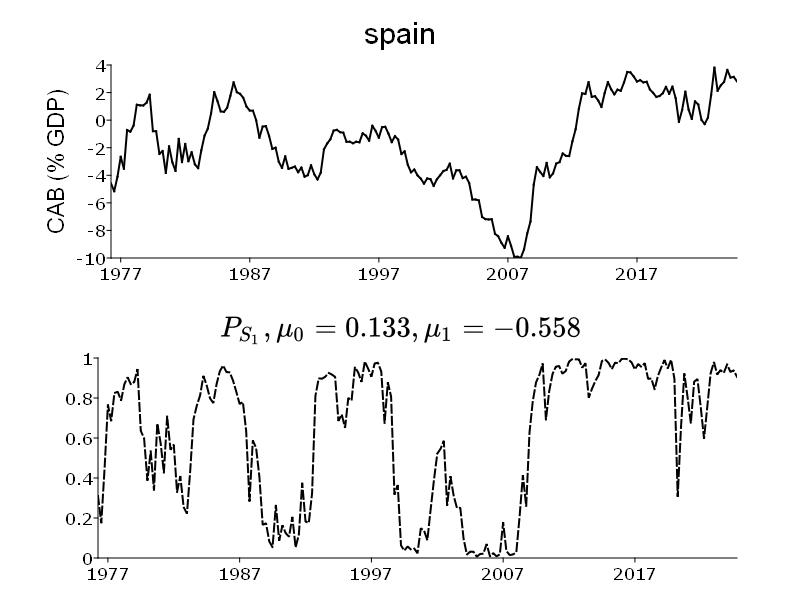 spain
CAB (% GDP)
4
2
0
-2
-4
-6
-8
-10
1977 1987 1997 2007 2017
P_{S_1}, μ_0 = 0.133, μ_1 = −0.558
1
0.8
0.6
0.4
0.2
0
1977 1987 1997 2007 2017